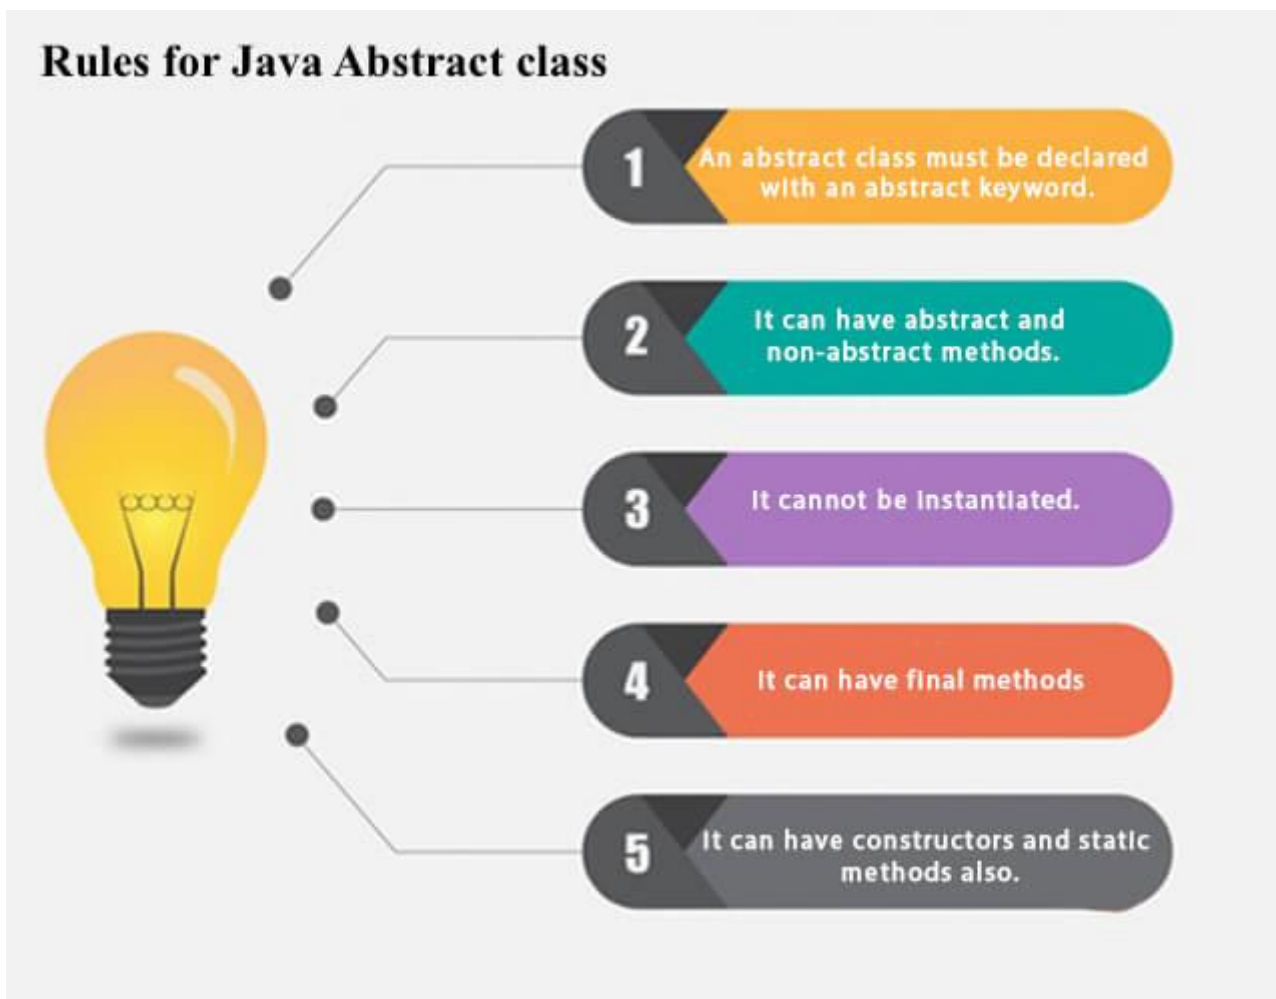 Rules for Java Abstract class
1
An abstract class must be declared
with an abstract keyword.
2
It can have abstract and
non-abstract methods.
3
It cannot be instantiated.
4
It can have final methods
5
It can have constructors and static
methods also.